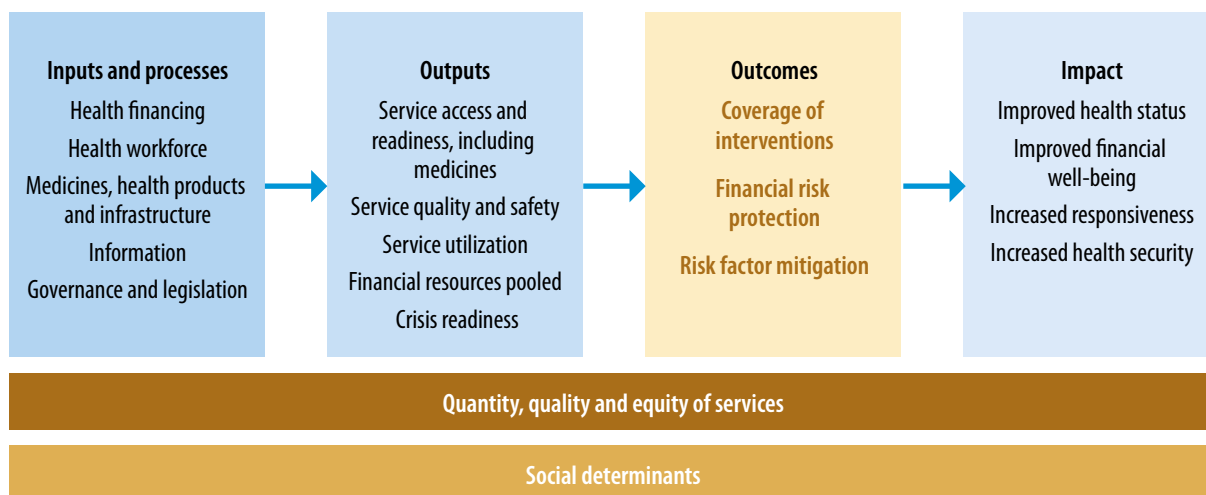 Inputs and processes
Health financing
Health workforce
Medicines, health products
and infrastructure
Information
Governance and legislation
Outputs
Service access and
readiness, including
medicines
Service quality and safety
Service utilization
Financial resources pooled
Crisis readiness
Outcomes
Coverage of
interventions
Financial risk
protection
Risk factor mitigation
Impact
Improved health status
Improved financial
well-being
Increased responsiveness
Increased health security
Quantity, quality and equity of services
Social determinants